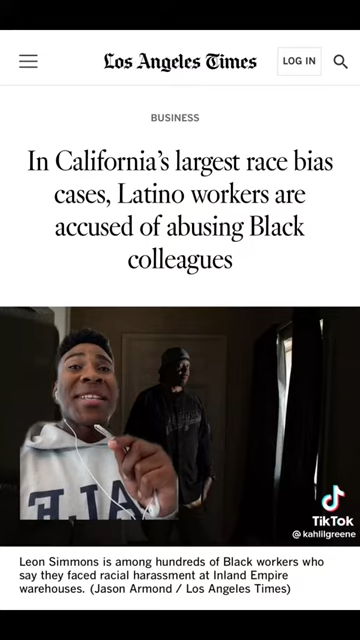 Los Angeles Times
LOG IN
BUSINESS
In California’s largest race bias
cases, Latino workers are
accused of abusing Black
colleagues
YALE
TikTok
@kahlilgreene
Leon Simmons is among hundreds of Black workers who
say they faced racial harassment at Inland Empire
warehouses. (Jason Armond / Los Angeles Times)